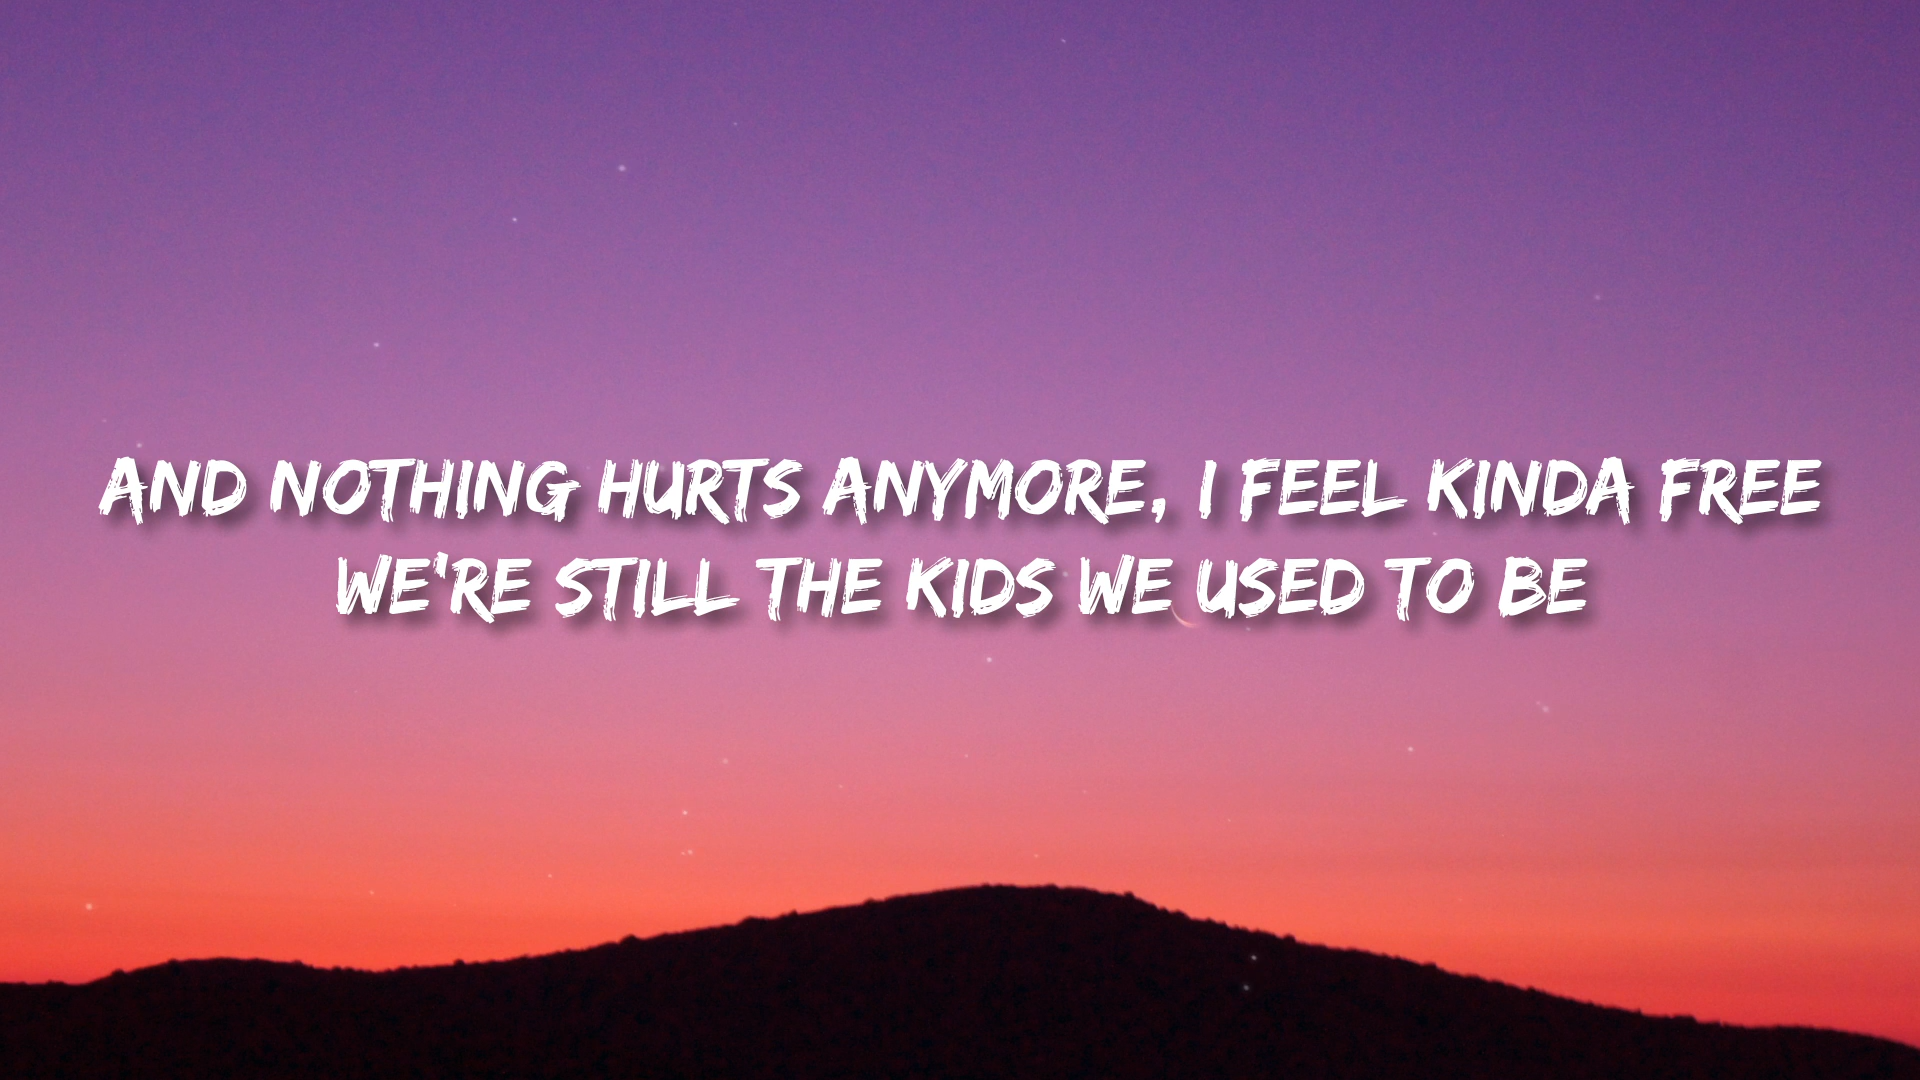 AND NOTHING HURTS ANYMORE, I FEEL KINDA FREE
WE'RE STILL THE KIDS WE USED TO BE